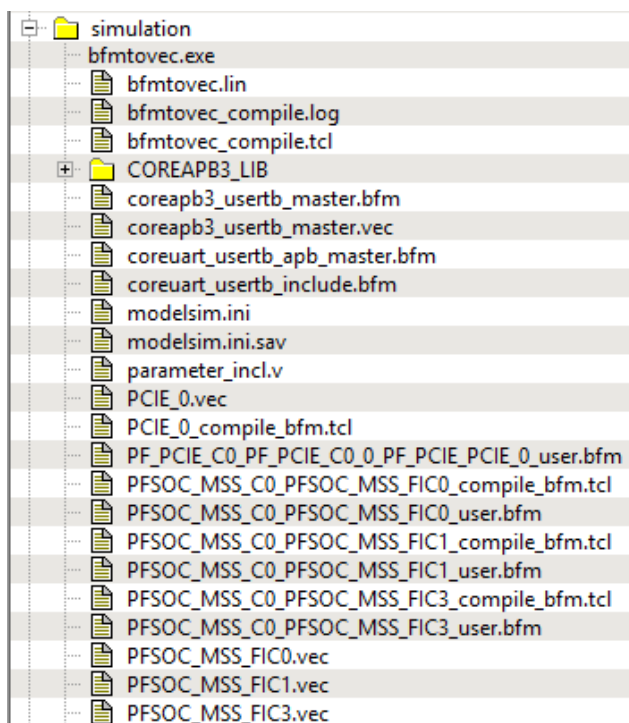 simulation
bfmtovec.exe
bfmtovec.lin
bfmtovec_compile.log
bfmtovec_compile.tcl
COREAPB3_LIB
coreapb3_usertb_master.bfm
coreapb3_usertb_master.vec
coreuart_usertb_apb_master.bfm
coreuart_usertb_include.bfm
modelsim.ini
modelsim.ini.sav
parameter_incl.v
PCIE_0.vec
PCIE_0_compile_bfm.tcl
PF_PCIE_C0_PF_PCIE_C0_0_PF_PCIE_PCIE_0_user.bfm
PFSOC_MSS_C0_PFSOC_MSS_FIC0_compile_bfm.tcl
PFSOC_MSS_C0_PFSOC_MSS_FIC0_user.bfm
PFSOC_MSS_C0_PFSOC_MSS_FIC1_compile_bfm.tcl
PFSOC_MSS_C0_PFSOC_MSS_FIC1_user.bfm
PFSOC_MSS_C0_PFSOC_MSS_FIC3_compile_bfm.tcl
PFSOC_MSS_C0_PFSOC_MSS_FIC3_user.bfm
PFSOC_MSS_FIC0.vec
PFSOC_MSS_FIC1.vec
PFSOC_MSS_FIC3.vec